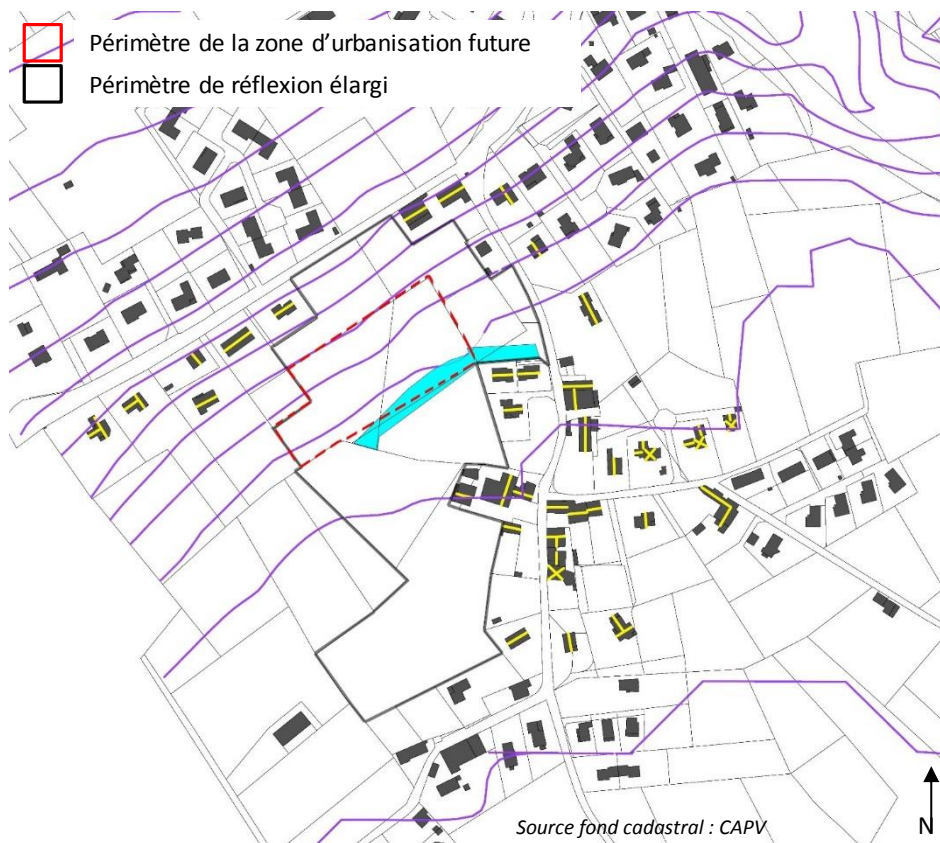 Périmètre de la zone d’urbanisation future
Périmètre de réflexion élargi
Source fond cadastral : CAPV
N